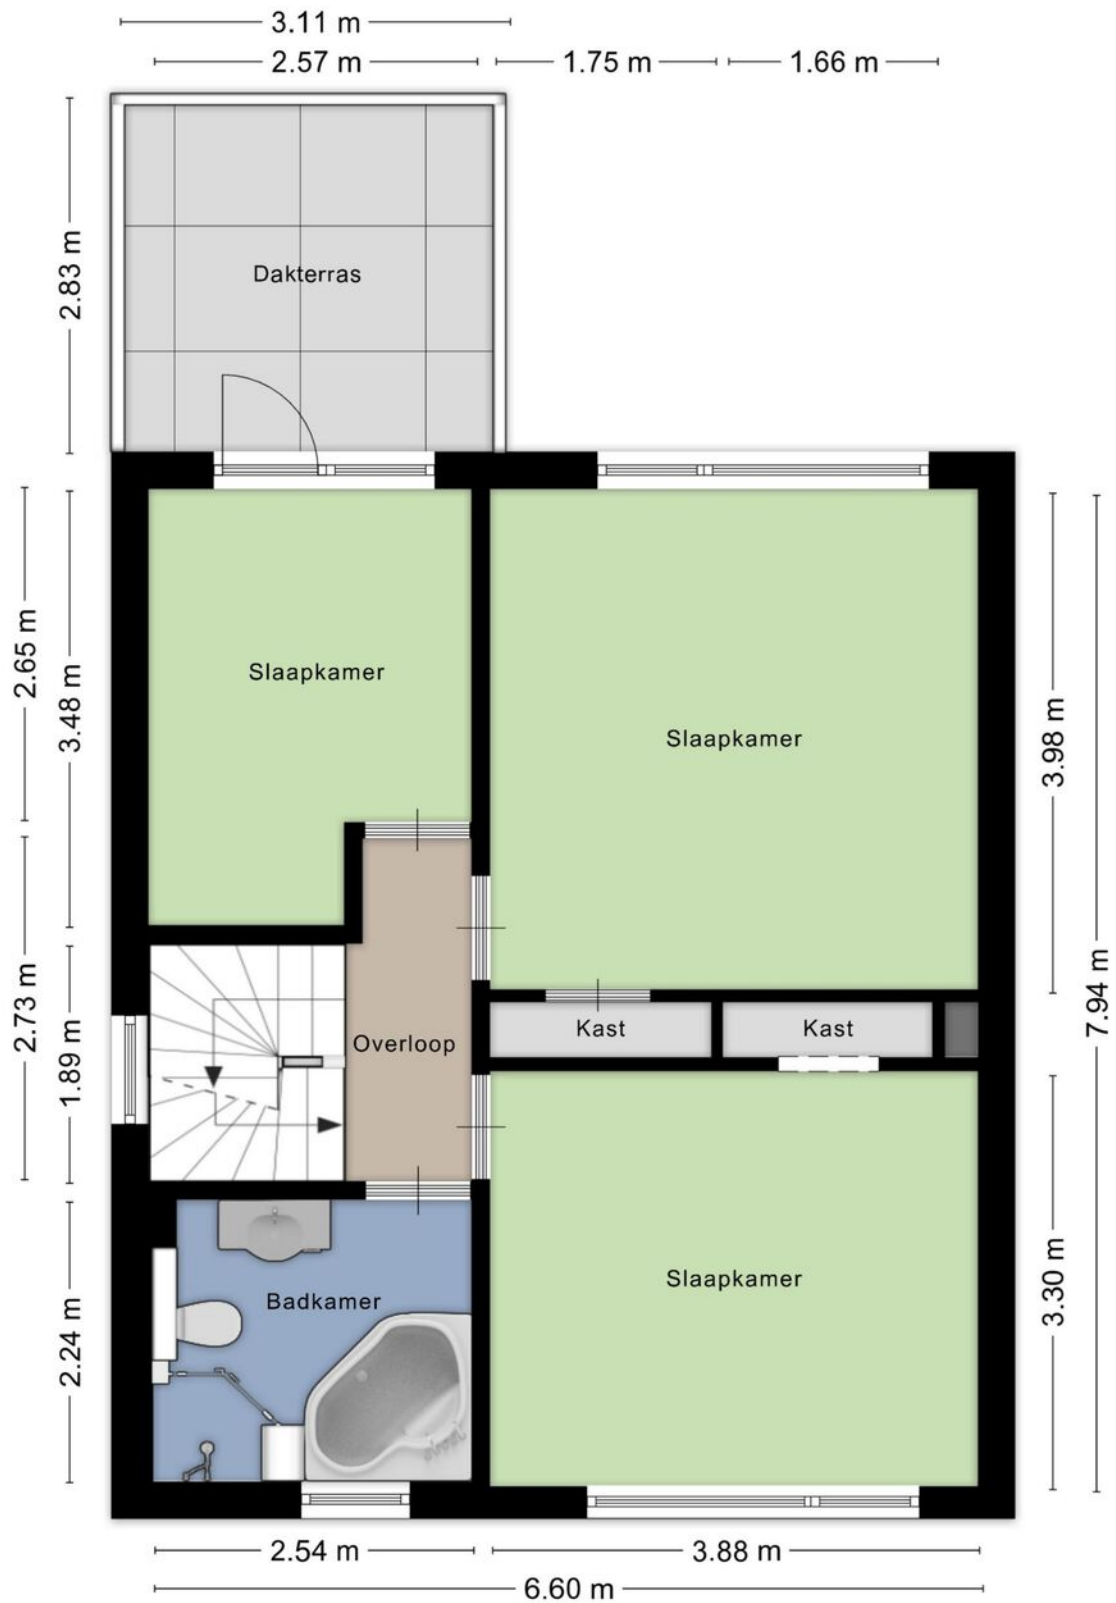 3.11 m
2.57 m
1.75 m
1.66 m
2.83 m
Dakterras
2.65 m
3.48 m
Slaapkamer
Slaapkamer
3.98 m
7.94 m
2.73 m
1.89 m
Overloop
Kast
Kast
2.24 m
Badkamer
Slaapkamer
3.30 m
2.54 m
3.88 m
6.60 m